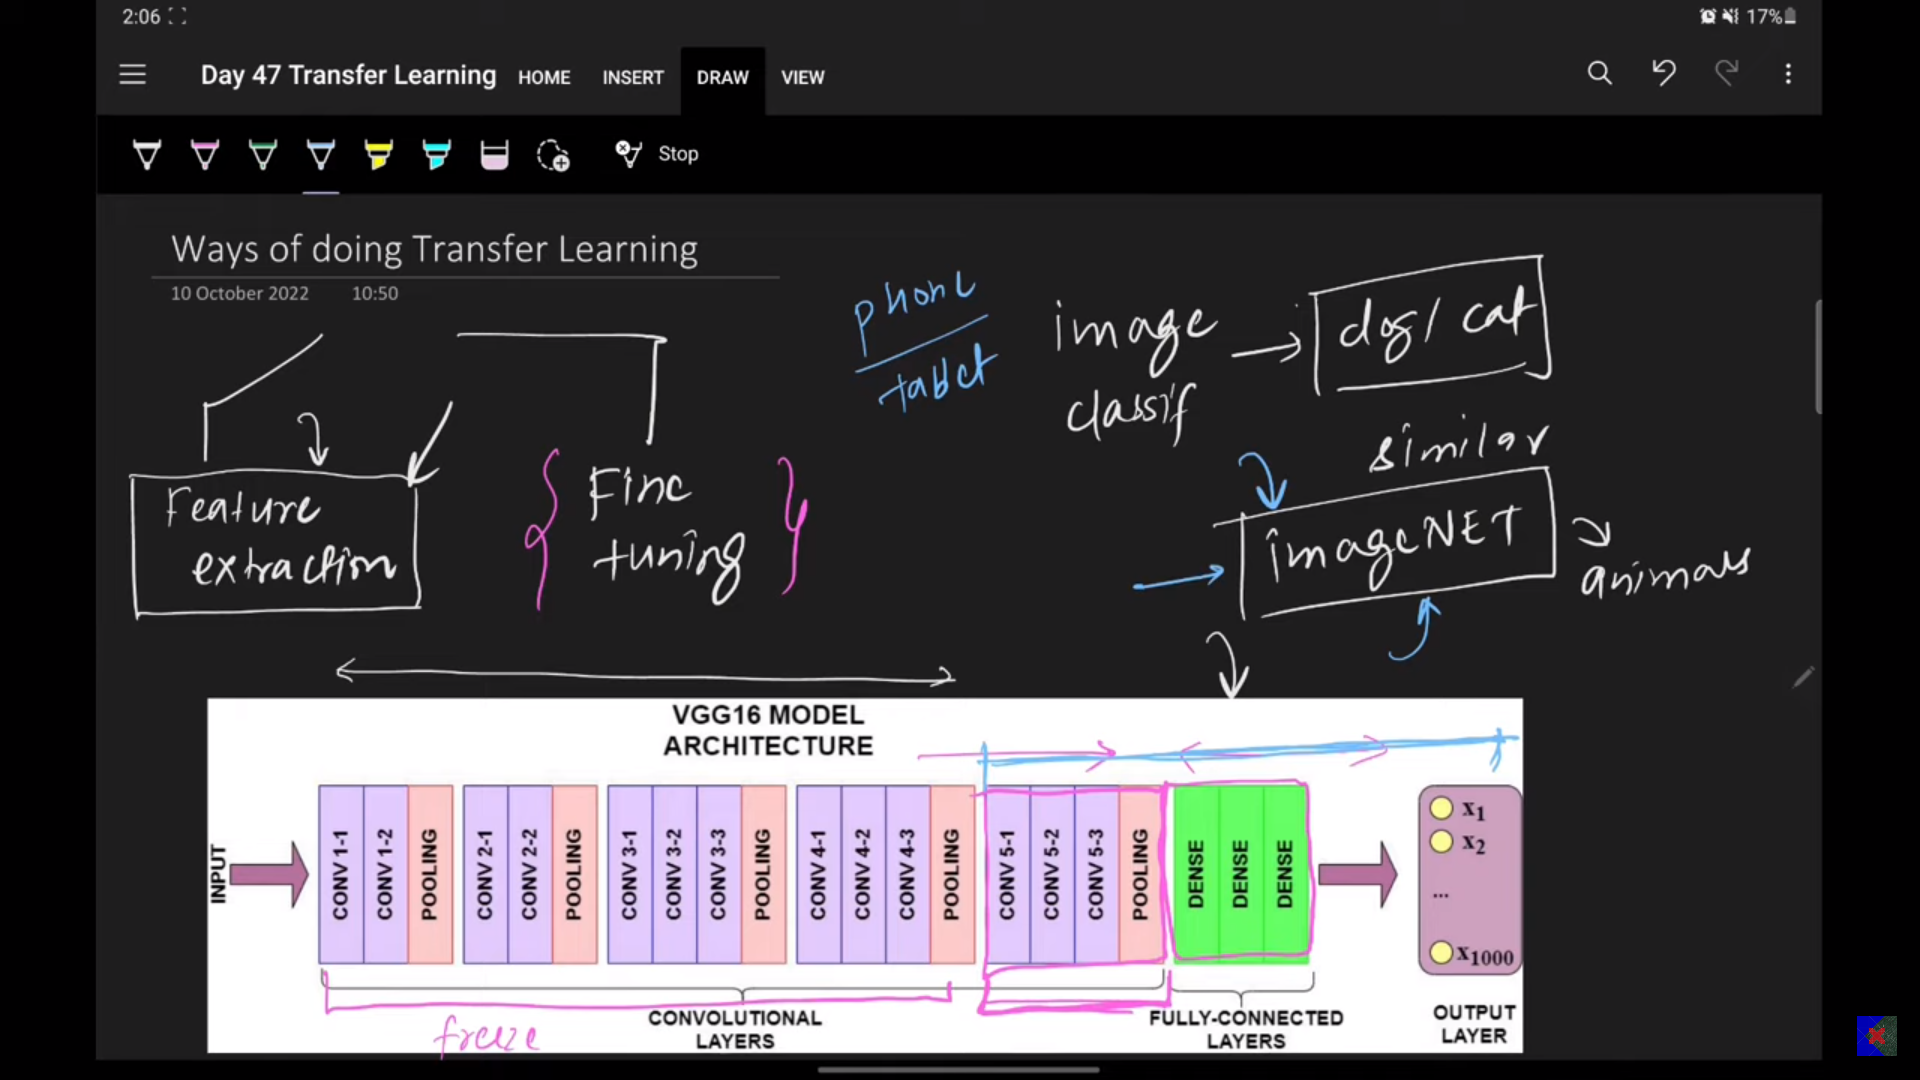 2:06
17%
Day 47 Transfer Learning HOME INSERT DRAW VIEW
Stop
Ways of doing Transfer Learning
10 October 2022 10:50
phone
tablet
image
classif
dog/ cat
similar
imageNET
animals
Feature
extraction
Fine
tuning
VGG16 MODEL
ARCHITECTURE
INPUT
CONV 1-1
CONV 1-2
POOLING
CONV 2-1
CONV 2-2
POOLING
CONV 3-1
CONV 3-2
CONV 3-3
POOLING
CONV 4-1
CONV 4-2
CONV 4-3
POOLING
CONV 5-1
CONV 5-2
CONV 5-3
POOLING
DENSE
DENSE
DENSE
x1
x2
...
x1000
freeze
CONVOLUTIONAL
LAYERS
FULLY-CONNECTED
LAYERS
OUTPUT
LAYER